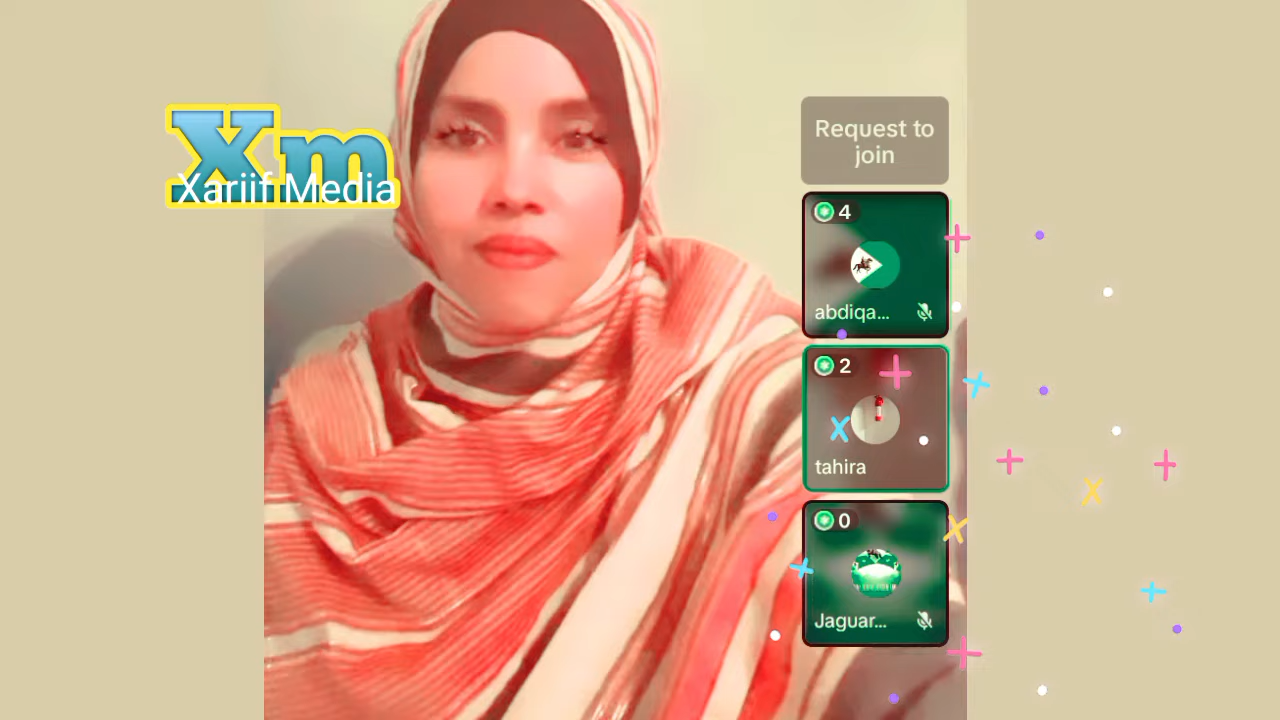 Xm
Xariif Media
Request to
join
4
abdiqa...
2
tahira
0
Jaguar...